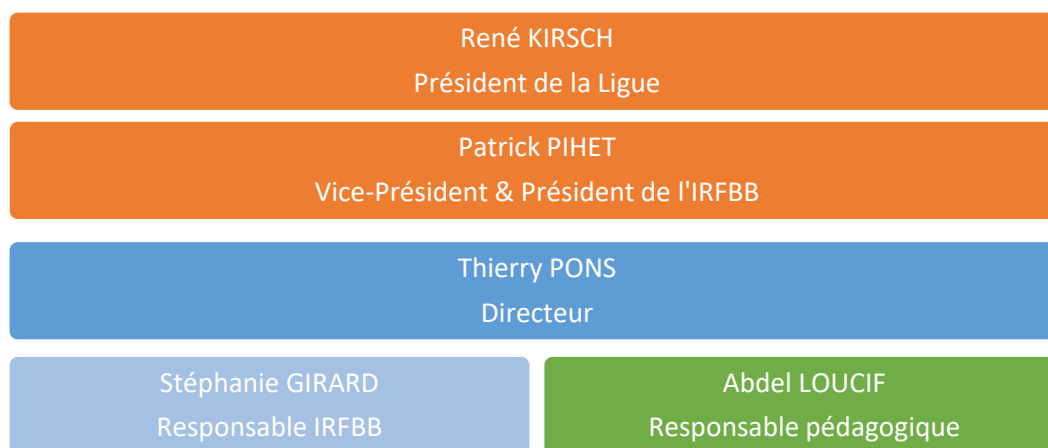 René KIRSCH
Président de la Ligue
Patrick PIHET
Vice-Président & Président de l'IRFBB
Thierry PONS
Directeur
Stéphanie GIRARD
Responsable IRFBB
Abdel LOUCIF
Responsable pédagogique